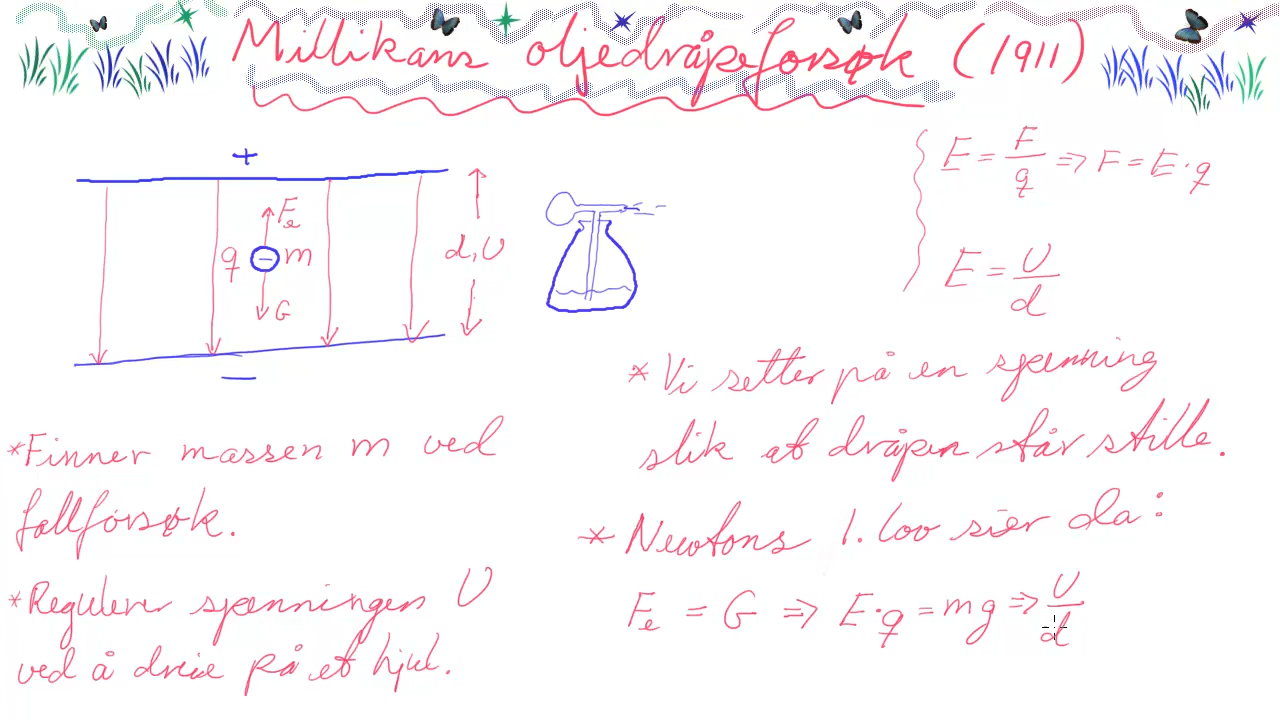 Millikans oljedråpeforsøk (1911)
+
Fe
q − m
G
d, U
−
E = F/q ⇒ F = E·q
E = U/d
* Finner massen m ved
fallforsøk.
* Regulerer spenningen U
ved å dreie på et hjul.
* Vi setter på en spenning
slik at dråpen står stille.
* Newtons 1. lov sier da:
Fe = G ⇒ E·q = mg ⇒ U/d